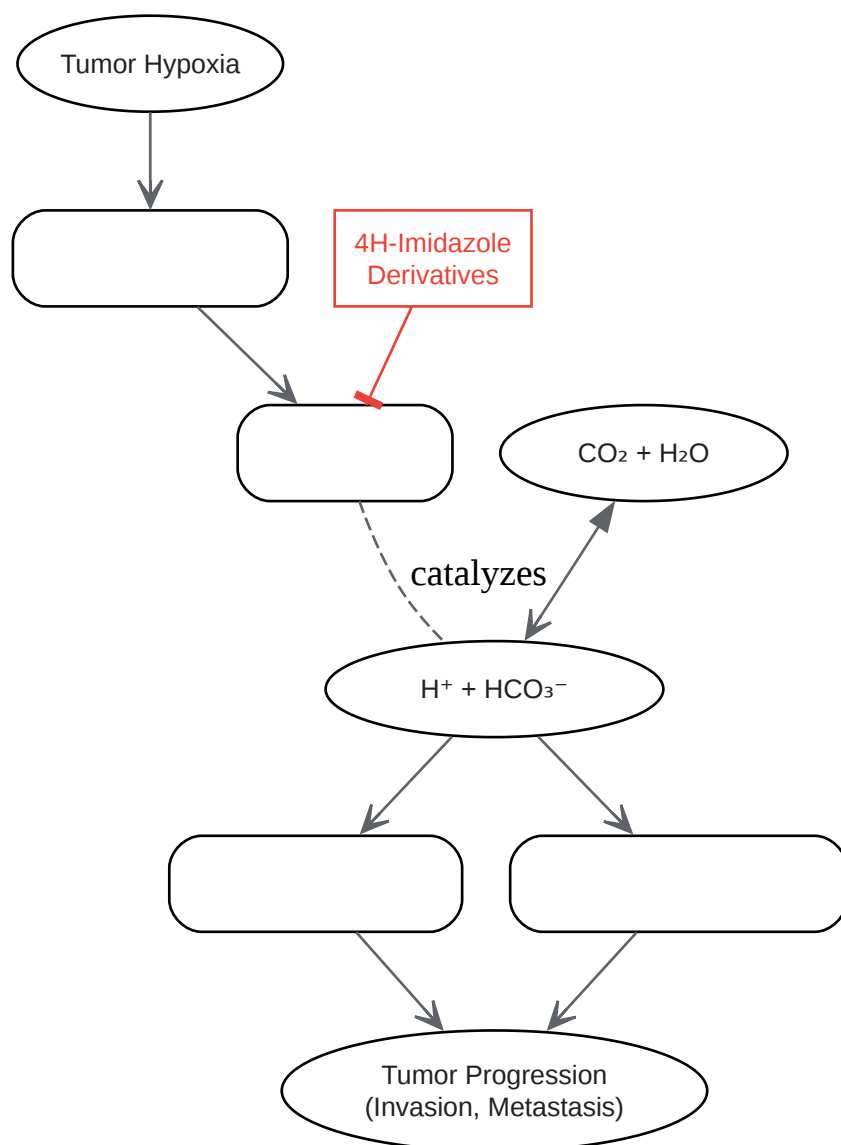 Tumor Hypoxia
4H-Imidazole
Derivatives
CO₂ + H₂O
catalyzes
H⁺ + HCO₃⁻
Tumor Progression
(Invasion, Metastasis)